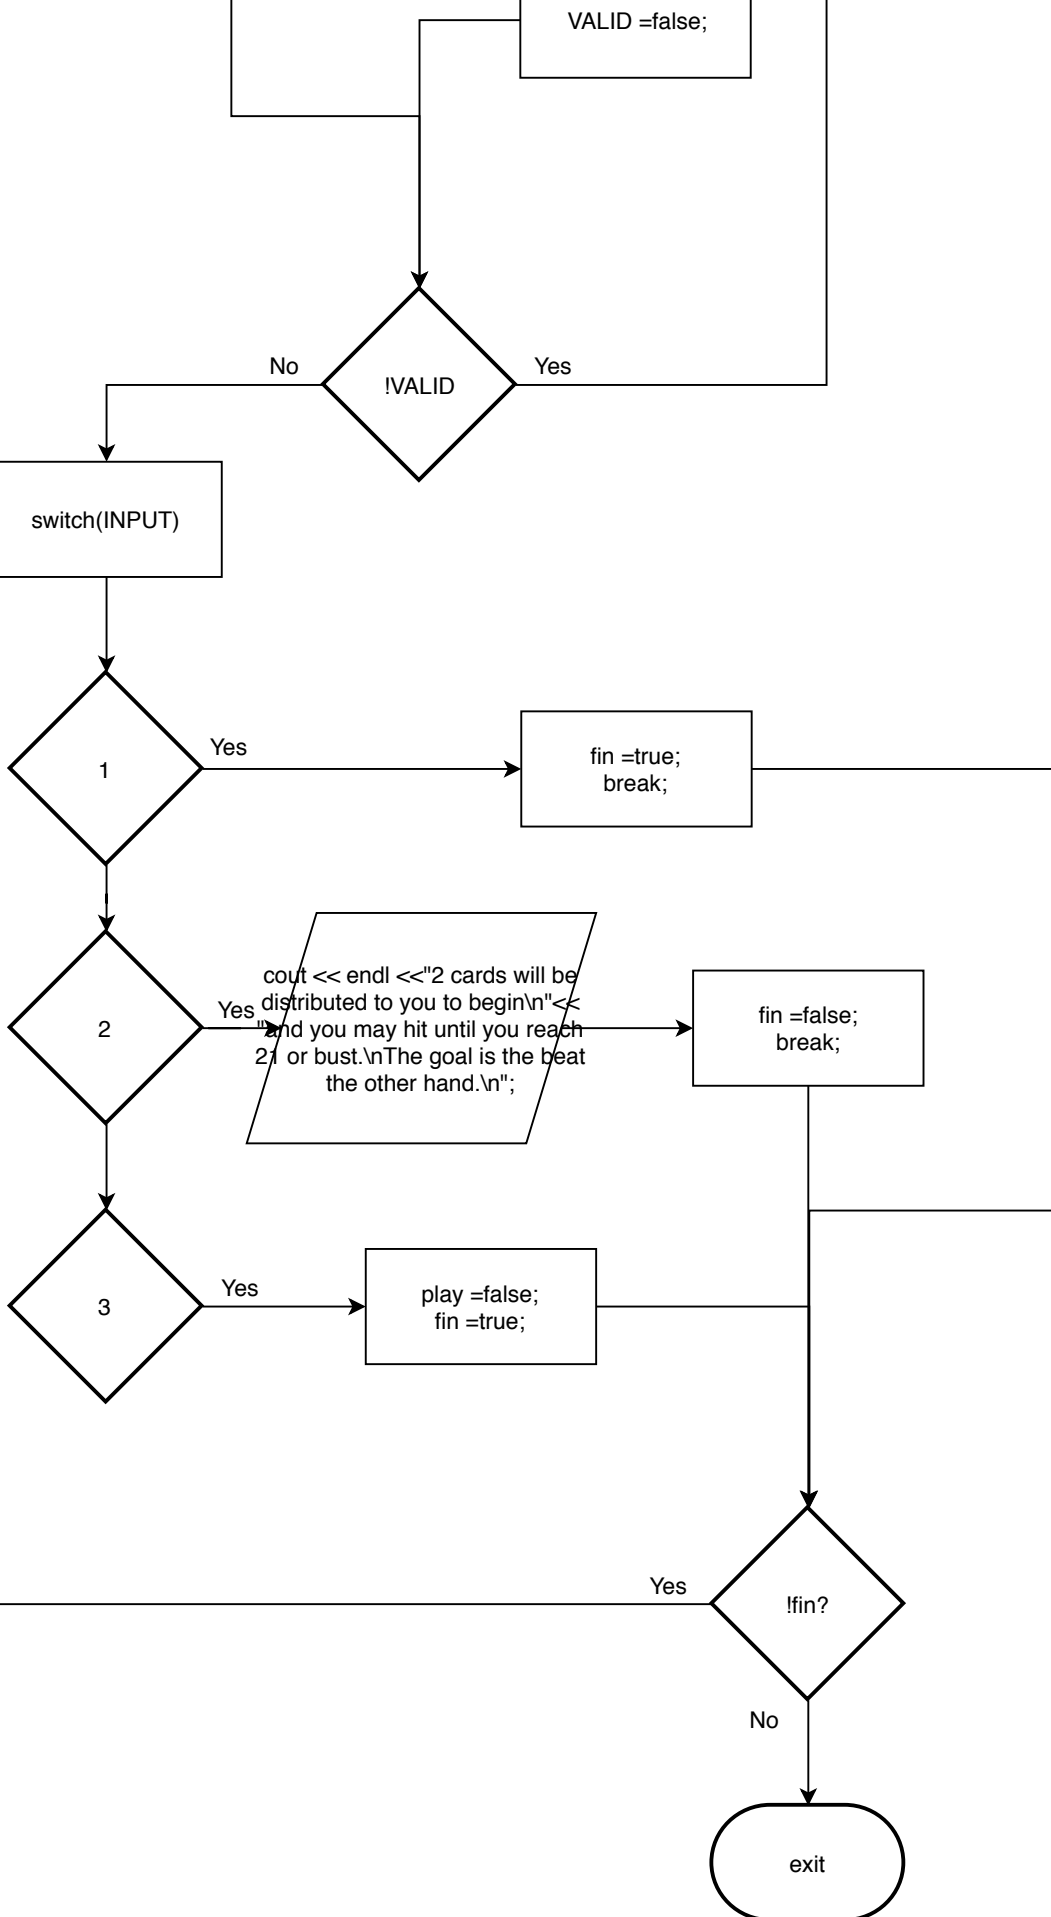 VALID =false;
No
Yes
!VALID
switch(INPUT)
Yes
1
fin =true;
break;
cout << endl <<"2 cards will be
distributed to you to begin\n"<<
"and you may hit until you reach
21 or bust.\nThe goal is the beat
the other hand.\n";
Yes
2
fin =false;
break;
Yes
3
play =false;
fin =true;
Yes
!fin?
No
exit